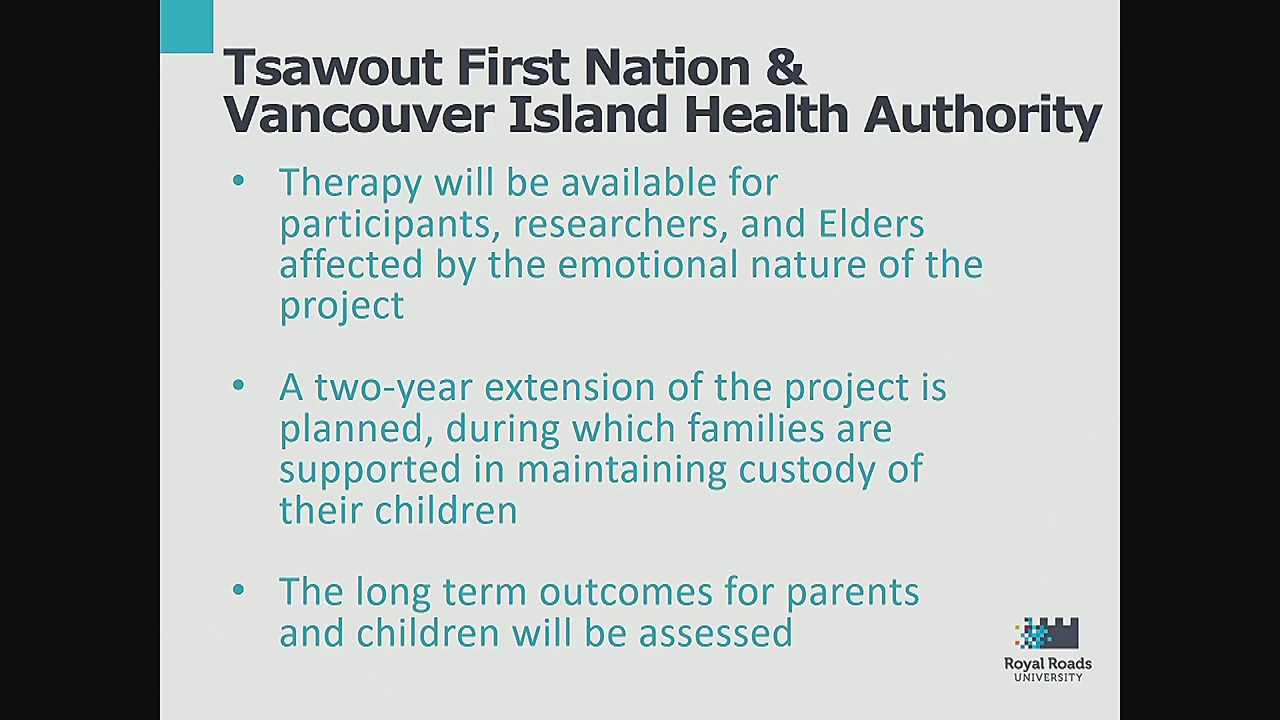 Tsawout First Nation &
Vancouver Island Health Authority
• Therapy will be available for
participants, researchers, and Elders
affected by the emotional nature of the
project
• A two-year extension of the project is
planned, during which families are
supported in maintaining custody of
their children
• The long term outcomes for parents
and children will be assessed
Royal Roads
UNIVERSITY